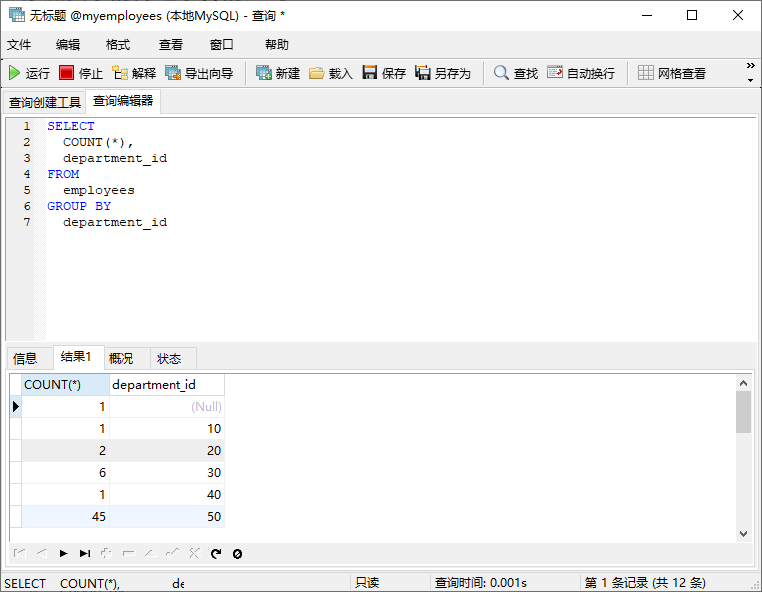 无标题 @myemployees (本地MySQL) - 查询 *
文件 编辑 格式 查看 窗口 帮助
运行 停止 解释 导出向导 新建 载入 保存 另存为 查找 自动换行 网格查看 »
查询创建工具 查询编辑器
1 SELECT
2 COUNT(*),
3 department_id
4 FROM
5 employees
6 GROUP BY
7 department_id
信息 结果1 概况 状态
COUNT(*) department_id
1 (Null)
1 10
2 20
6 30
1 40
45 50
SELECT COUNT(*), de 只读 查询时间: 0.001s 第 1 条记录 (共 12 条)